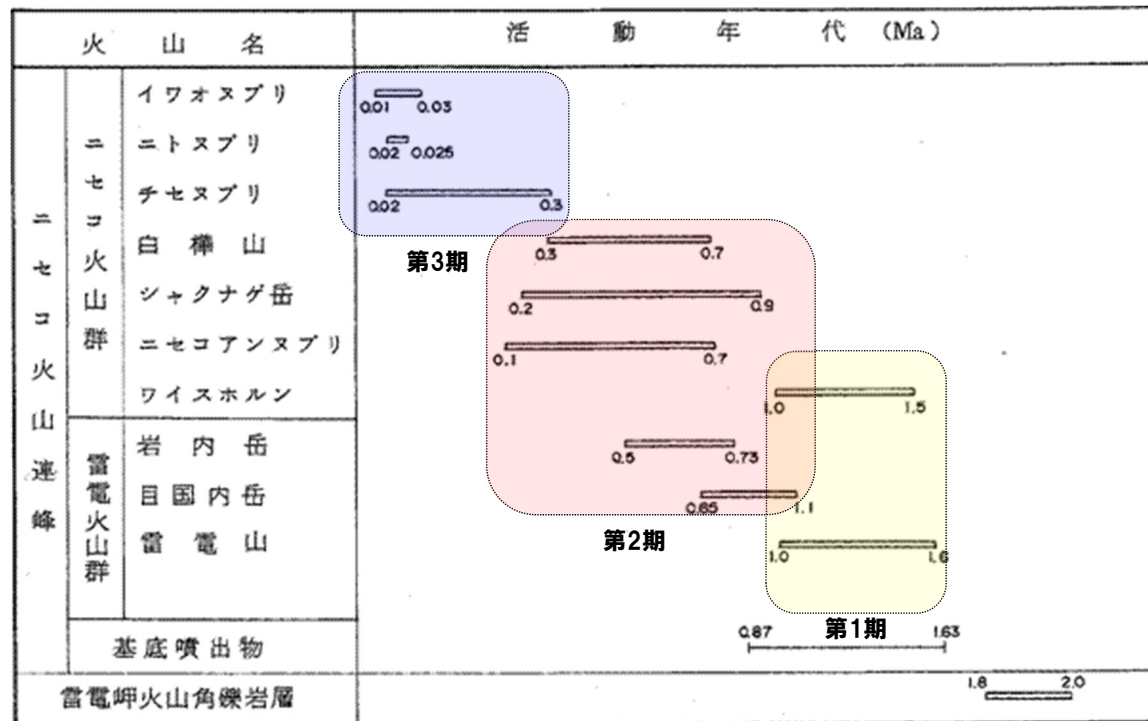 火山名 活動年代 (Ma)
ニセコ火山連峰
ニセコ火山群
イワオヌプリ 0.01 0.03
ニトヌプリ 0.02 0.025
チセヌプリ 0.02 0.3
第3期
白樺山 0.3 0.7
シャクナゲ岳 0.2 0.9
ニセコアンヌプリ 0.1 0.7
ワイスホルン 1.0 1.5
雷電火山群
岩内岳 0.5 0.73
目国内岳 0.85 1.1
第2期
雷電山 1.0 1.6
第1期
基底噴出物 0.87 1.63
雷電岬火山角礫岩層 1.8 2.0